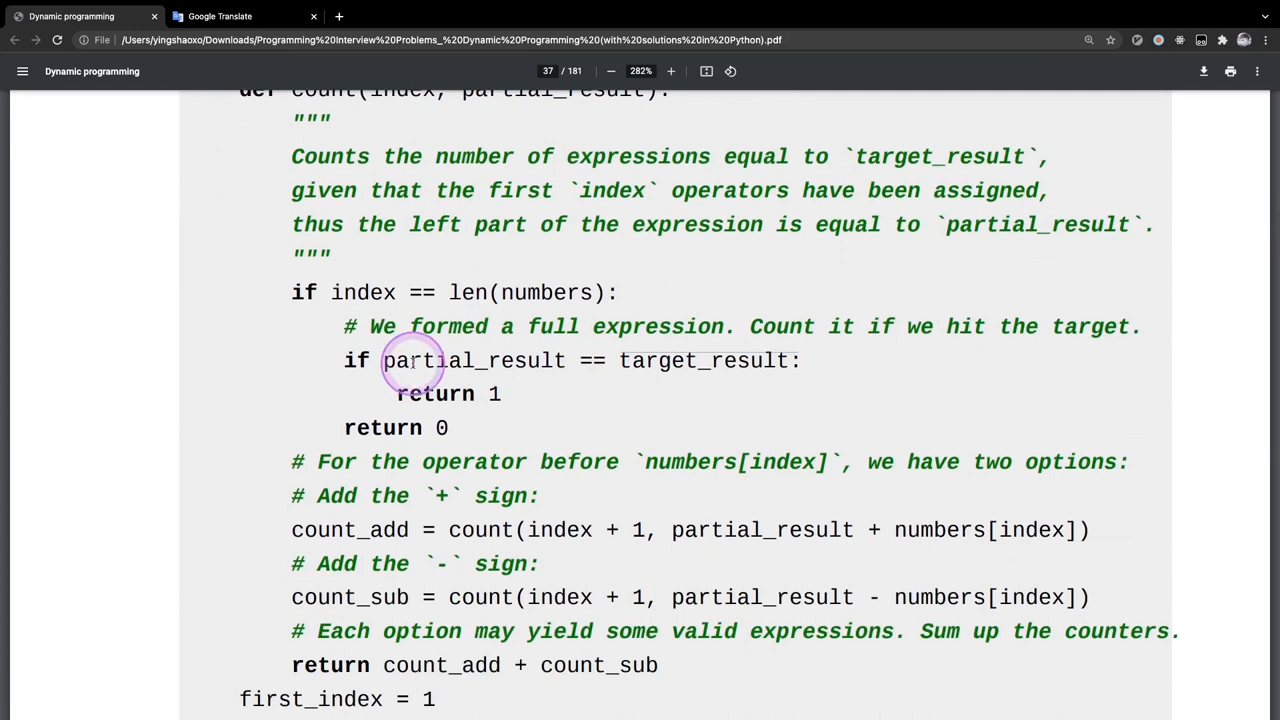 Dynamic programming
Google Translate
File
/Users/yingshaoxo/Downloads/Programming%20Interview%20Problems_%20Dynamic%20Programming%20(with%20solutions%20in%20Python).pdf
Dynamic programming
37 / 181
282%
def count(index, partial_result):
"""
Counts the number of expressions equal to `target_result`,
given that the first `index` operators have been assigned,
thus the left part of the expression is equal to `partial_result`.
"""
if index == len(numbers):
# We formed a full expression. Count it if we hit the target.
if partial_result == target_result:
return 1
return 0
# For the operator before `numbers[index]`, we have two options:
# Add the `+` sign:
count_add = count(index + 1, partial_result + numbers[index])
# Add the `-` sign:
count_sub = count(index + 1, partial_result - numbers[index])
# Each option may yield some valid expressions. Sum up the counters.
return count_add + count_sub
first_index = 1